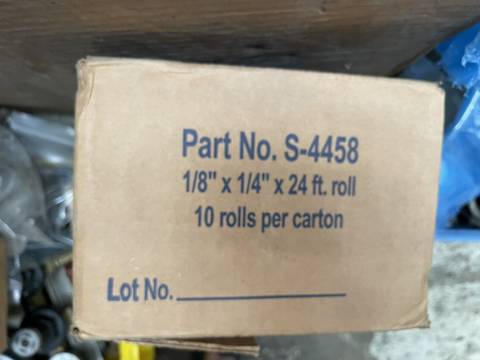 Part No. S-4458
1/8" x 1/4" x 24 ft. roll
10 rolls per carton
Lot No.